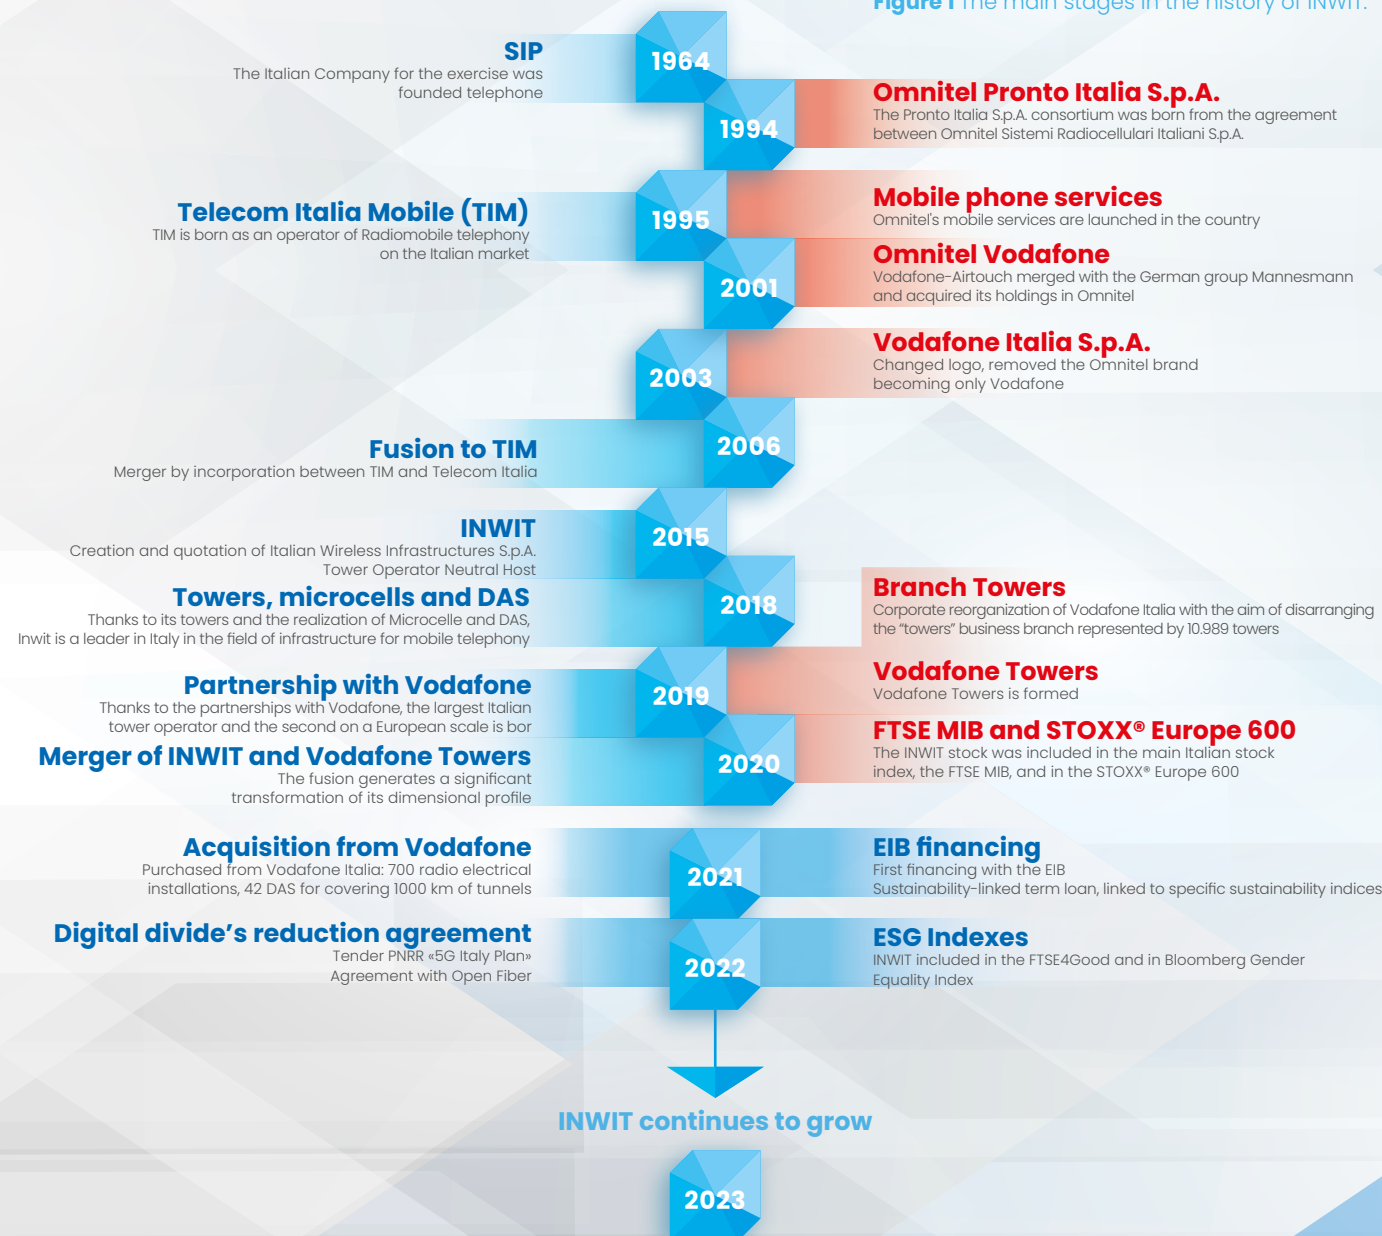 Figure 1 The main stages in the history of INWIT.
SIP
The Italian Company for the exercise was
founded telephone
1964
1994
Omnitel Pronto Italia S.p.A.
The Pronto Italia S.p.A. consortium was born from the agreement
between Omnitel Sistemi Radiocellulari Italiani S.p.A.
Telecom Italia Mobile (TIM)
TIM is born as an operator of Radiomobile telephony
on the Italian market
1995
Mobile phone services
Omnitel's mobile services are launched in the country
2001
Omnitel Vodafone
Vodafone-Airtouch merged with the German group Mannesmann
and acquired its holdings in Omnitel
2003
Vodafone Italia S.p.A.
Changed logo, removed the Omnitel brand
becoming only Vodafone
Fusion to TIM
Merger by incorporation between TIM and Telecom Italia
2006
INWIT
Creation and quotation of Italian Wireless Infrastructures S.p.A.
Tower Operator Neutral Host
2015
Towers, microcells and DAS
Thanks to its towers and the realization of Microcelle and DAS,
Inwit is a leader in Italy in the field of infrastructure for mobile telephony
2018
Branch Towers
Corporate reorganization of Vodafone Italia with the aim of disarranging
the “towers” business branch represented by 10.989 towers
Partnership with Vodafone
Thanks to the partnerships with Vodafone, the largest Italian
tower operator and the second on a European scale is bor
2019
Vodafone Towers
Vodafone Towers is formed
Merger of INWIT and Vodafone Towers
The fusion generates a significant
transformation of its dimensional profile
2020
FTSE MIB and STOXX® Europe 600
The INWIT stock was included in the main Italian stock
index, the FTSE MIB, and in the STOXX® Europe 600
Acquisition from Vodafone
Purchased from Vodafone Italia: 700 radio electrical
installations, 42 DAS for covering 1000 km of tunnels
2021
EIB financing
First financing with the EIB
Sustainability-linked term loan, linked to specific sustainability indices
Digital divide’s reduction agreement
Tender PNRR «5G Italy Plan»
Agreement with Open Fiber
2022
ESG Indexes
INWIT included in the FTSE4Good and in Bloomberg Gender
Equality Index
INWIT continues to grow
2023